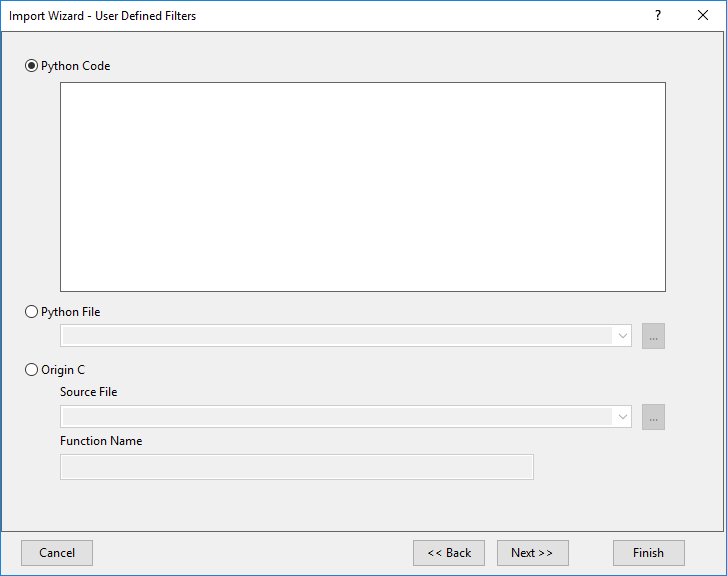 Import Wizard - User Defined Filters ?
Python Code
Python File
...
Origin C
Source File
...
Function Name
Cancel << Back Next >> Finish